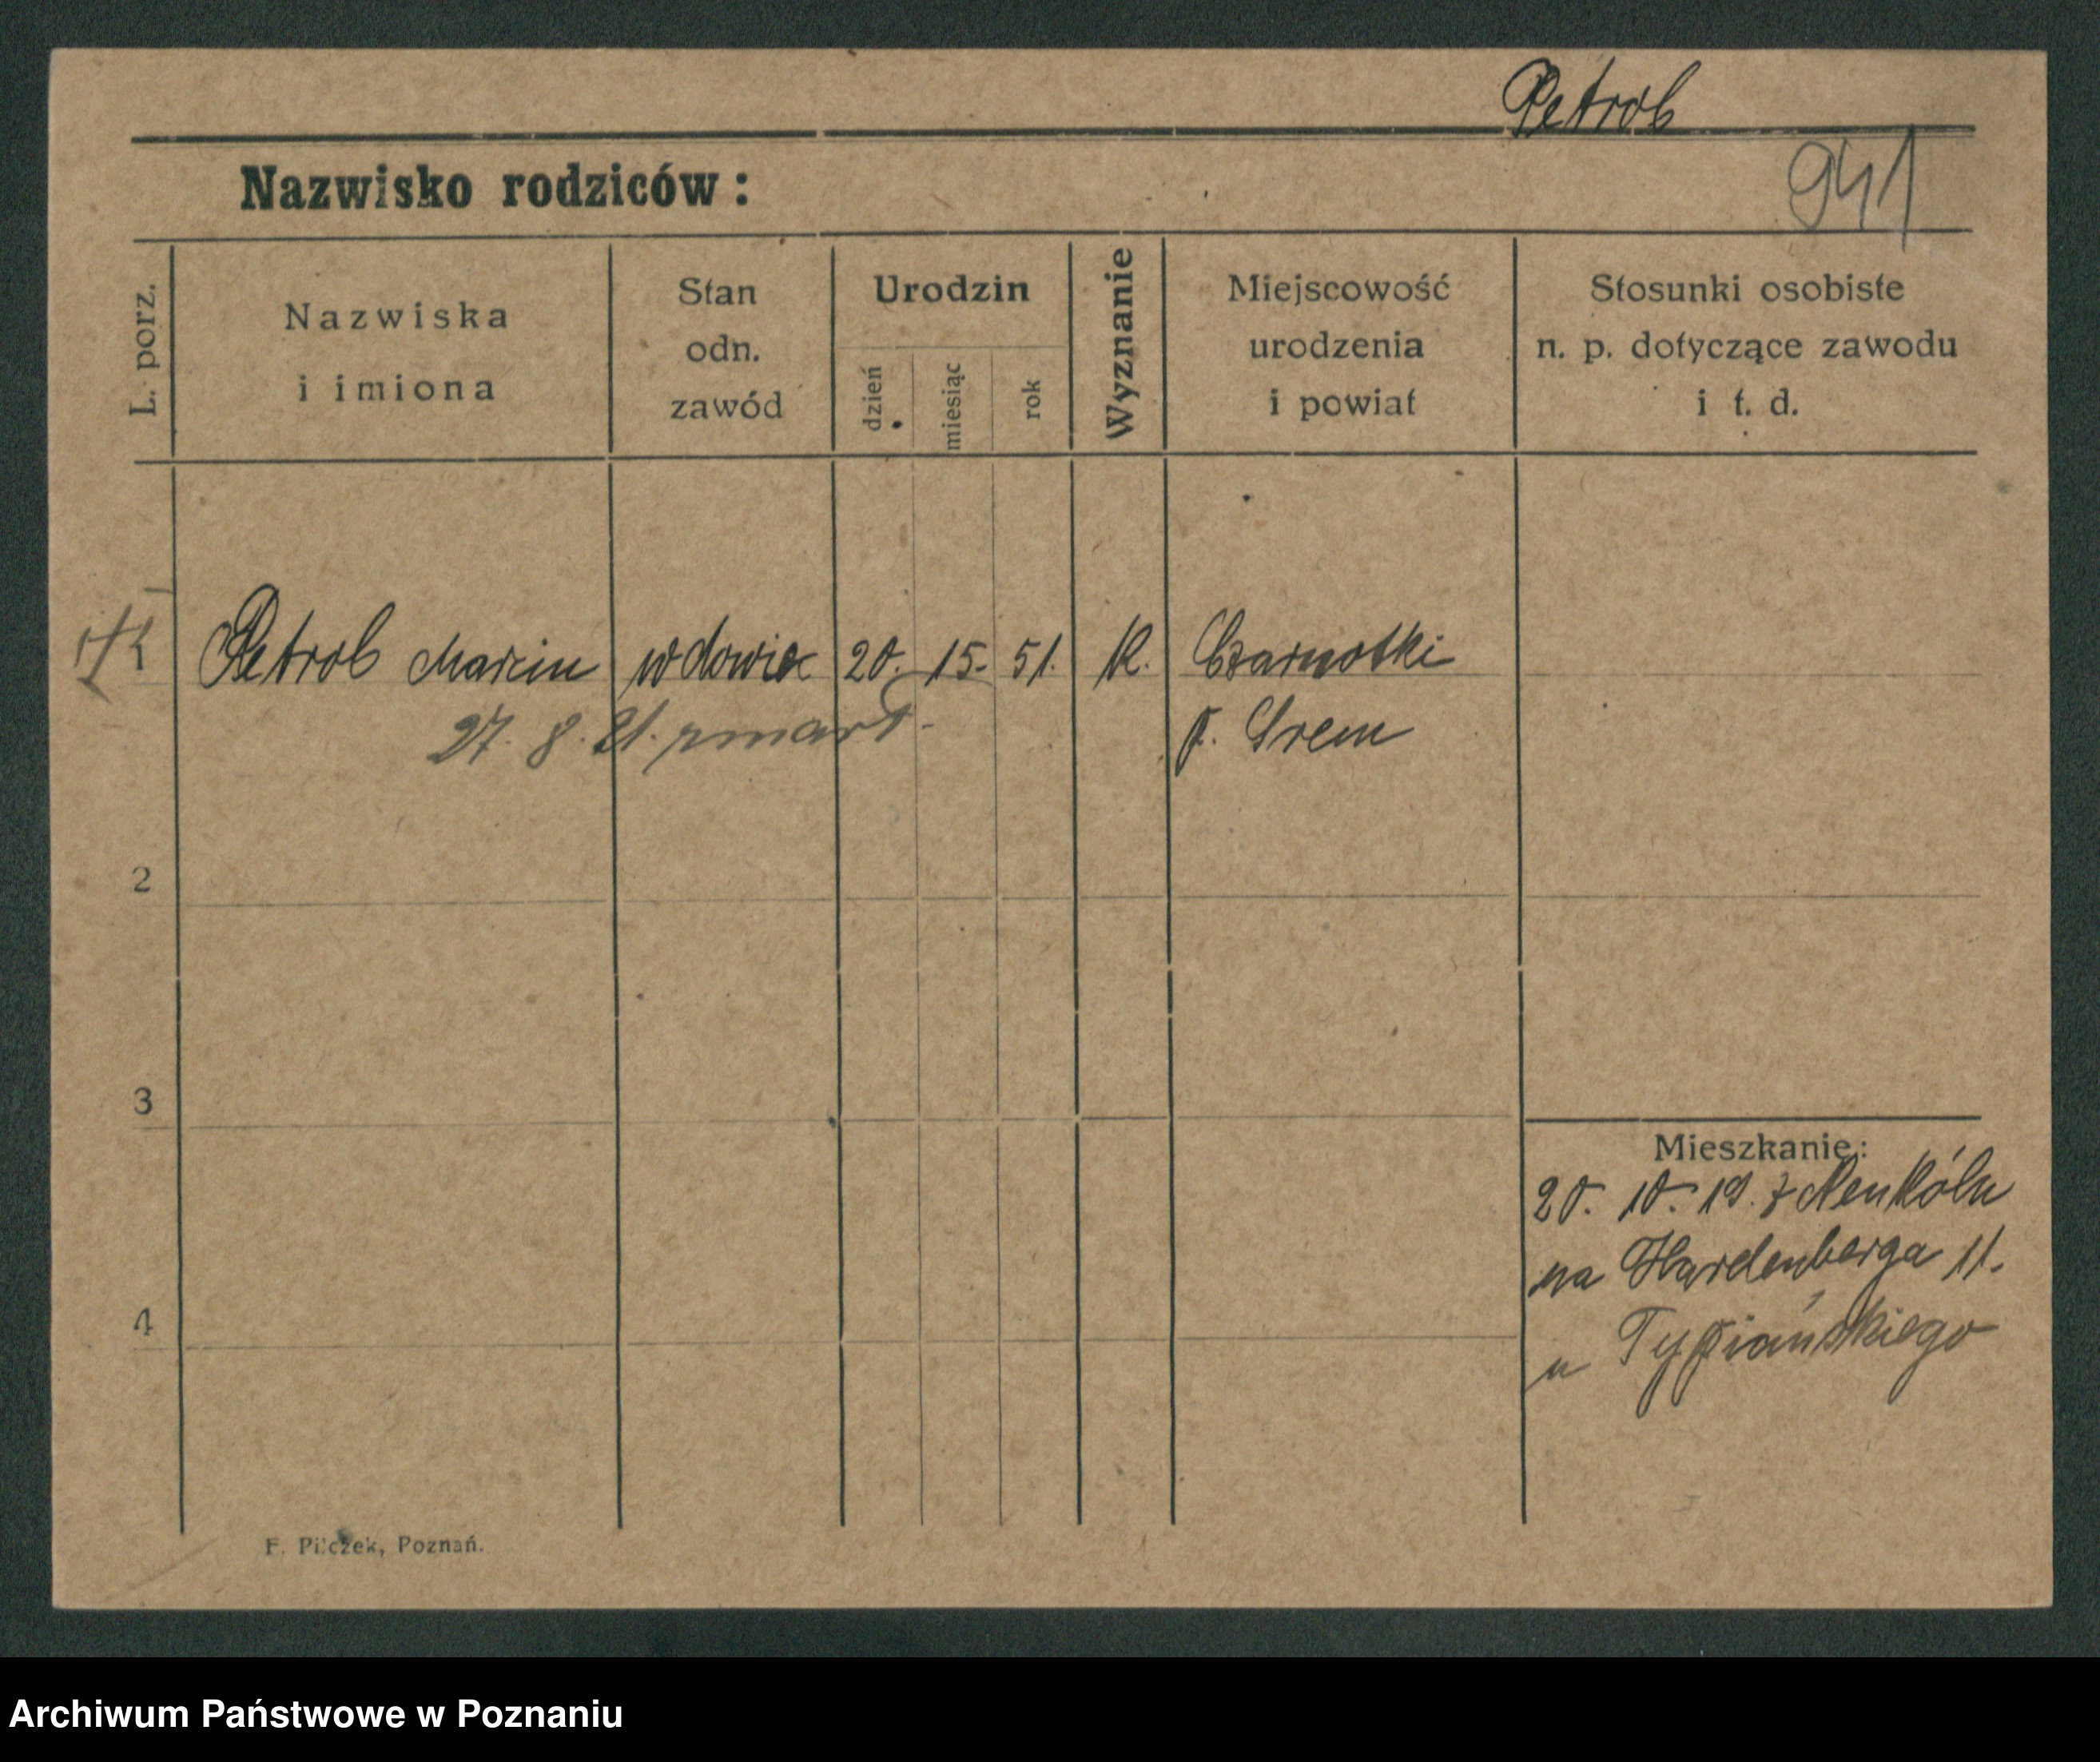 Petrob
941
Nazwisko rodziców :
L. porz.
Nazwiska
i imiona
Stan
odn.
zawód
Urodzin
dzień
miesiąc
rok
Wyznanie
Miejscowość
urodzenia
i powiat
Stosunki osobiste
n. p. dotyczące zawodu
i t. d.
1 Petrob Marcin wdowiec 20. 15. 51. K. Czarnotki
27. 8. 21. zmarł. p. Srem
2
3
4
Mieszkanie:
20. 10. 19. z Neukóln
na Hardenberga 11.
u
F. Pilczek, Poznań.
Archiwum Państwowe w Poznaniu